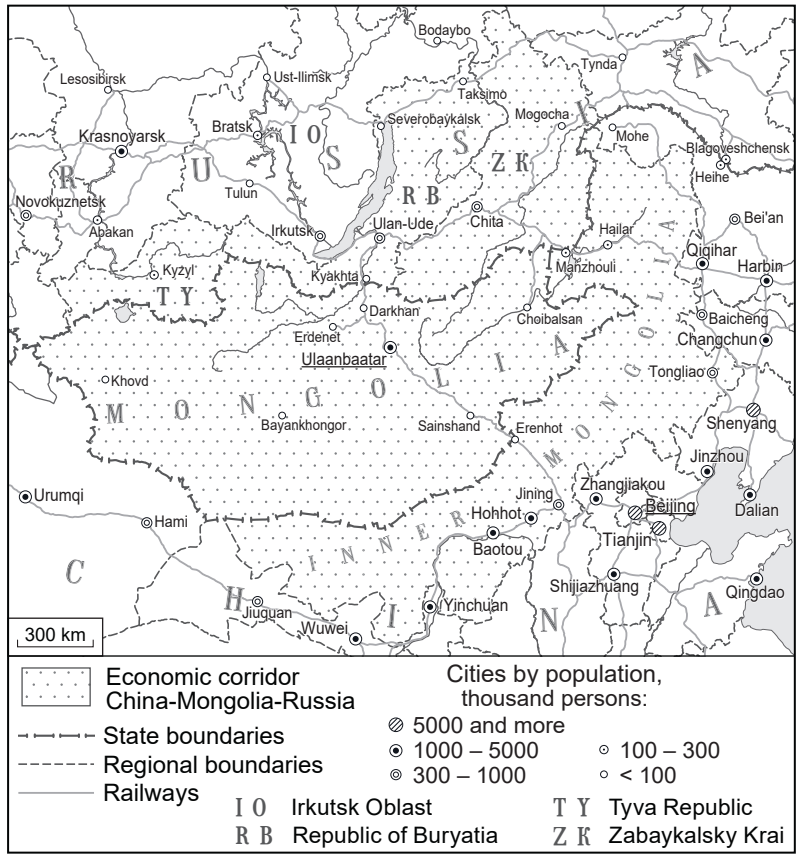 Bodaybo
Lesosibirsk
Ust-Ilimsk
Tynda
A
Taksimo
Krasnoyarsk
Bratsk
I O
Severobaykalsk
Mogocha
I
Mohe
Blagoveshchensk
Heihe
R
U
S
S
Z K
R B
Tulun
Novokuznetsk
Abakan
Irkutsk
Ulan-Ude
Chita
Hailar
Bei'an
Qiqihar
Kyzyl
T Y
Kyakhta
Manzhouli
Harbin
Darkhan
Choibalsan
Baicheng
Erdenet
Ulaanbaatar
Changchun
Khovd
Tongliao
M O N G O L I A
Bayankhongor
Sainshand
Erenhot
Shenyang
I N N E R M O N G O L I A
Jinzhou
Urumqi
Jining
Zhangjiakou
Beijing
Dalian
Hami
Hohhot
Baotou
Tianjin
Shijiazhuang
Qingdao
C H I N A
Jiuquan
Yinchuan
Wuwei
300 km
Economic corridor
China-Mongolia-Russia
State boundaries
Regional boundaries
Railways
Cities by population,
thousand persons:
5000 and more
1000 – 5000
100 – 300
300 – 1000
< 100
I O Irkutsk Oblast
T Y Tyva Republic
R B Republic of Buryatia
Z K Zabaykalsky Krai